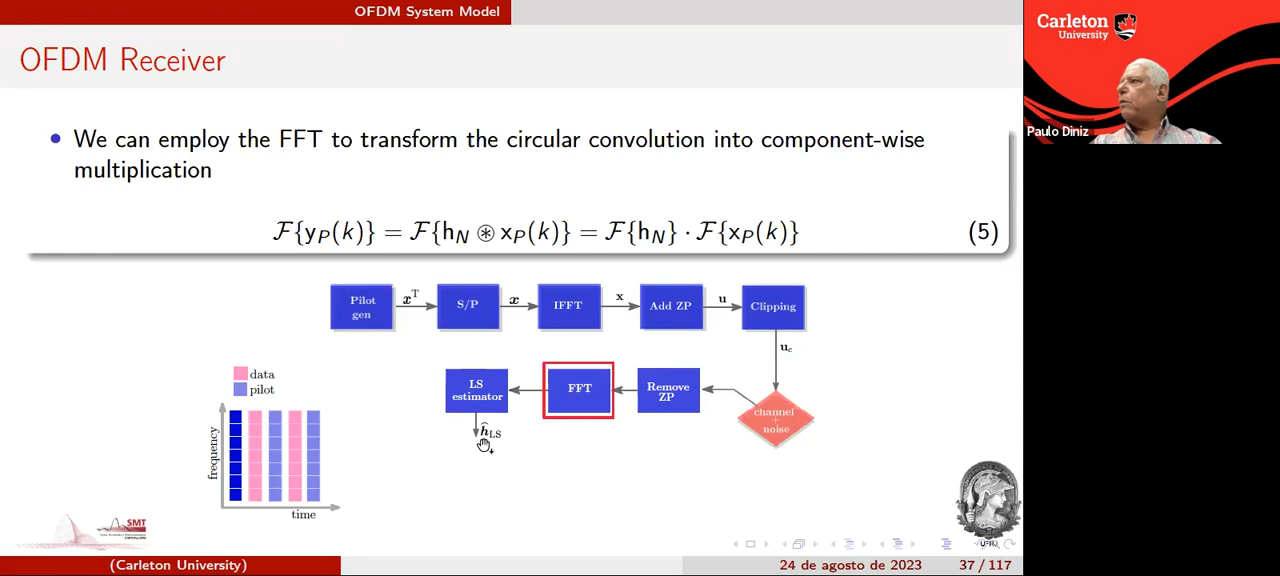 OFDM System Model
OFDM Receiver
We can employ the FFT to transform the circular convolution into component-wise
multiplication
ℱ{y_P(k)} = ℱ{h_N ⊛ x_P(k)} = ℱ{h_N} · ℱ{x_P(k)} (5)
Pilot
gen
x^T
S/P
x
IFFT
x
Add ZP
u
Clipping
u_c
channel
+
noise
Remove
ZP
FFT
LS
estimator
ĥ_LS
data
pilot
frequency
time
SMT
UFRJ
(Carleton University)
24 de agosto de 2023
37 / 117
Carleton
University
Paulo Diniz